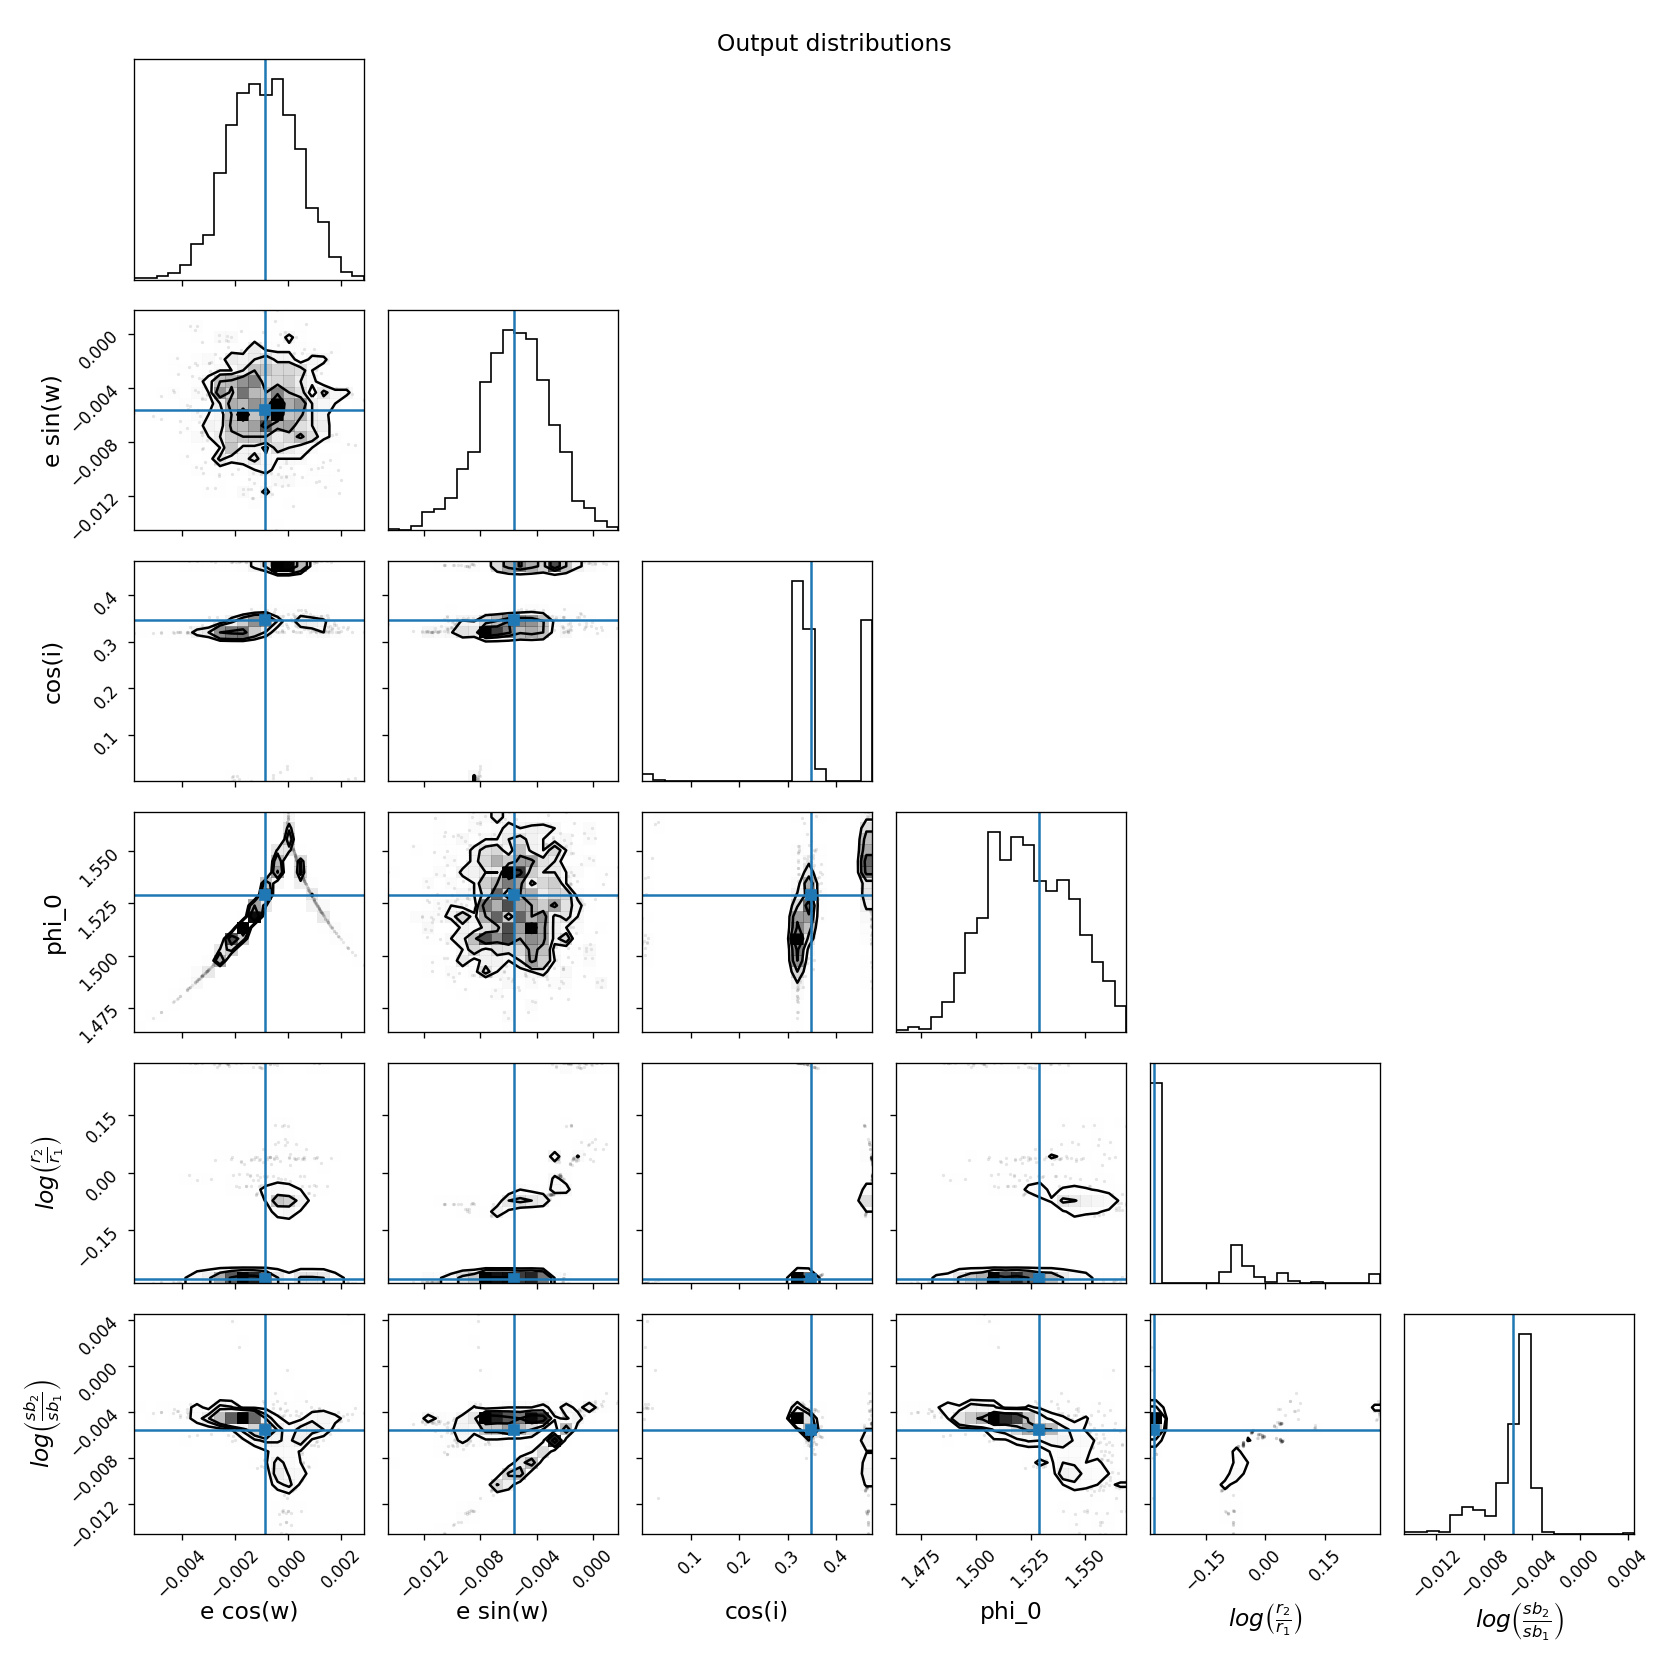 Output distributions
0.000
−0.004
−0.008
−0.012
e sin(w)
0.4
0.3
0.2
0.1
cos(i)
1.550
1.525
1.500
1.475
phi_0
0.15
0.00
−0.15
log(r₂/r₁)
0.004
0.000
−0.004
−0.008
−0.012
log(sb₂/sb₁)
−0.004 −0.002 0.000 0.002 −0.012 −0.008 −0.004 0.000 0.1 0.2 0.3 0.4 1.475 1.500 1.525 1.550 −0.15 0.00 0.15 −0.012 −0.008 −0.004 0.000 0.004
e cos(w) e sin(w) cos(i) phi_0 log(r₂/r₁) log(sb₂/sb₁)